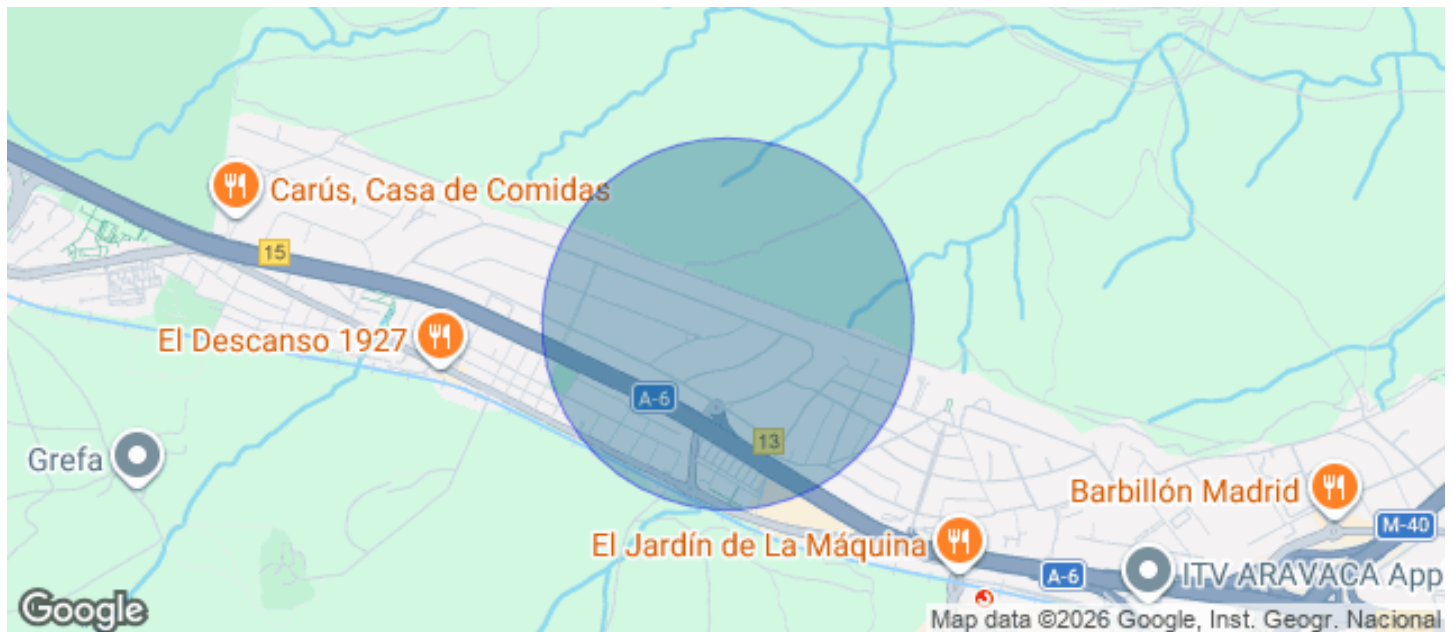 Carús, Casa de Comidas
15
El Descanso 1927
A-6
13
Grefa
Barbillón Madrid
M-40
El Jardín de La Máquina
A-6
ITV ARAVACA App
Google
Map data ©2026 Google, Inst. Geogr. Nacional